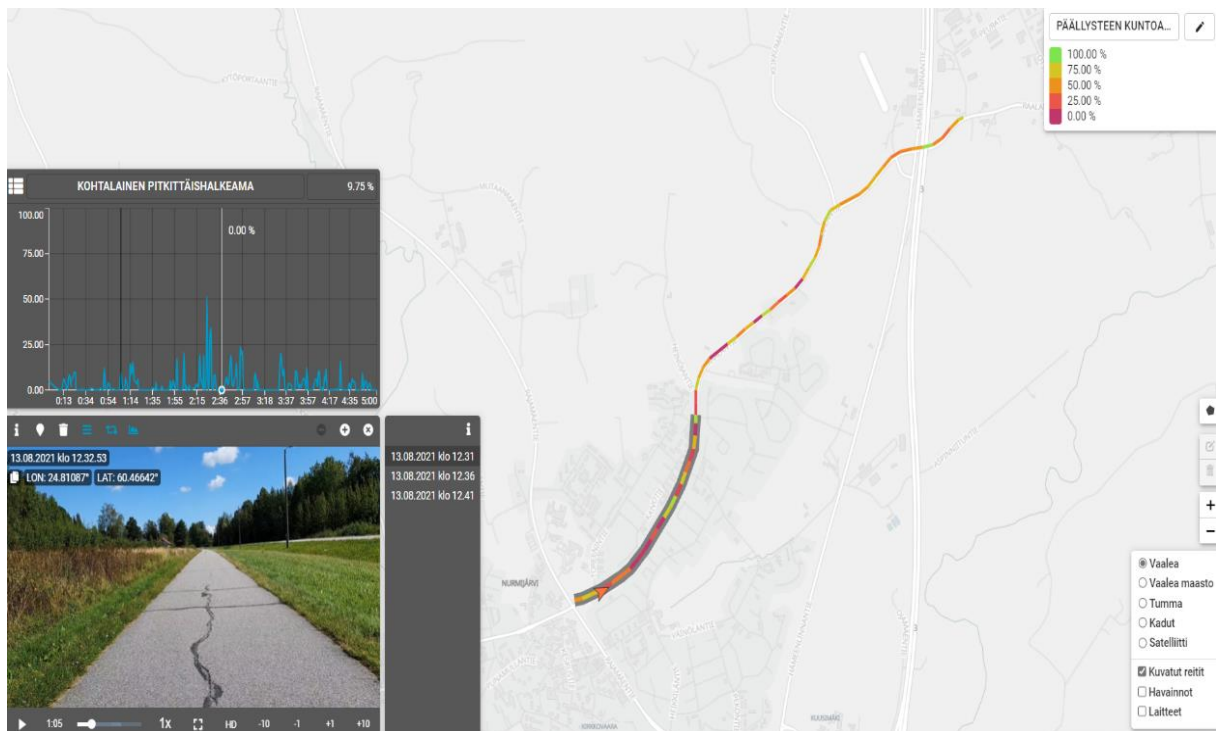 PÄÄLLYSTEEN KUNTOA...
100.00 %
75.00 %
50.00 %
25.00 %
0.00 %
KOHTALAINEN PITKITTÄISHALKEAMA
9.75 %
100.00
0.00 %
75.00
50.00
25.00
0.00
0:13 0:34 0:54 1:14 1:35 1:55 2:15 2:36 2:57 3:18 3:37 3:57 4:17 4:35 5:00
13.08.2021 klo 12.32.53
LON: 24.81087° LAT: 60.46642°
1:05
1x
HD
-10
-1
+1
+10
13.08.2021 klo 12.31
13.08.2021 klo 12.36
13.08.2021 klo 12.41
NURMIJÄRVI
3
3
Vaalea
Vaalea maasto
Tumma
Kadut
Satelliitti
Kuvatut reitit
Havainnot
Laitteet